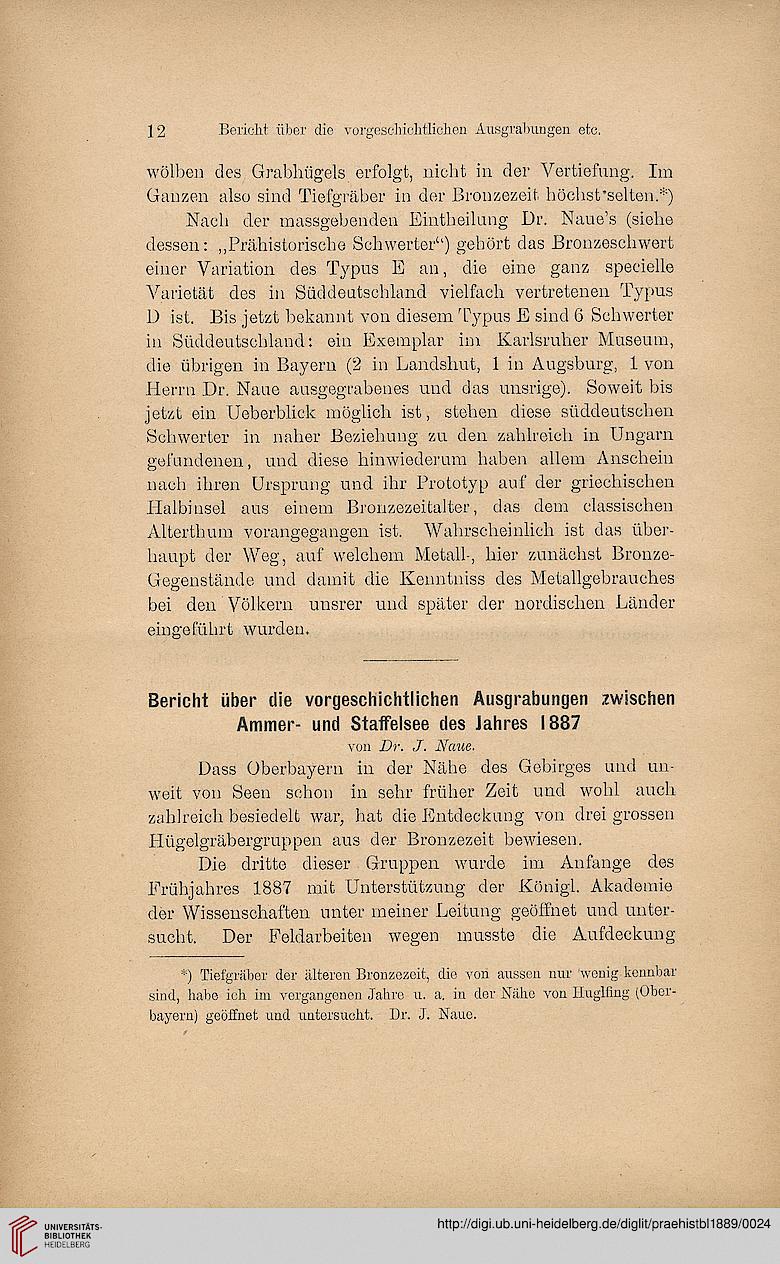 12 Bericht über die vorgeschichtlichen Ausgrabungen etc.
wölben des Grabhügels erfolgt, nicht in der Vertiefung. Im
Ganzen also sind Tiefgräber in der Bronzezeit höchst selten.*)
Nach der massgebenden Eintheilung Dr. Naue's (siehe
dessen: „Prähistorische Schwerter“) gehört das Bronzeschwert
einer Variation des Typus E an, die eine ganz specielle
Varietät des in Süddeutschland vielfach vertretenen Typus
D ist. Bis jetzt bekannt von diesem Typus E sind 6 Schwerter
in Süddeutschland: ein Exemplar im Karlsruher Museum,
die übrigen in Bayern (2 in Landshut, 1 in Augsburg, 1 von
Herrn Dr. Naue ausgegrabenes und das unsrige). Soweit bis
jetzt ein Ueberblick möglich ist, stehen diese süddeutschen
Schwerter in naher Beziehung zu den zahlreich in Ungarn
gefundenen, und diese hinwiederum haben allem Anschein
nach ihren Ursprung und ihr Prototyp auf der griechischen
Halbinsel aus einem Bronzezeitalter, das dem classischen
Alterthum vorangegangen ist. Wahrscheinlich ist das über-
haupt der Weg, auf welchem Metall-, hier zunächst Bronze-
Gegenstände und damit die Kenntniss des Metallgebrauches
bei den Völkern unsrer und später der nordischen Länder
eingeführt wurden.
Bericht über die vorgeschichtlichen Ausgrabungen zwischen
Ammer- und Staffelsee des Jahres 1887
von Dr. J. Naue.
Dass Oberbayern in der Nähe des Gebirges und un-
weit von Seen schon in sehr früher Zeit und wohl auch
zahlreich besiedelt war, hat die Entdeckung von drei grossen
Hügelgräbergruppen aus der Bronzezeit bewiesen.
Die dritte dieser Gruppen wurde im Anfange des
Frühjahres 1887 mit Unterstützung der Königl. Akademie
der Wissenschaften unter meiner Leitung geöffnet und unter-
sucht. Der Feldarbeiten wegen musste die Aufdeckung
*) Tiefgräber der älteren Bronzezeit, die von aussen nur wenig kennbar
sind, habe ich im vergangenen Jahre u. a. in der Nähe von Huglfing (Ober-
bayern) geöffnet und untersucht. Dr. J. Naue.
UNIVERSITÄTS-
BIBLIOTHEK
HEIDELBERG
http://digi.ub.uni-heidelberg.de/diglit/praehistbl1889/0024